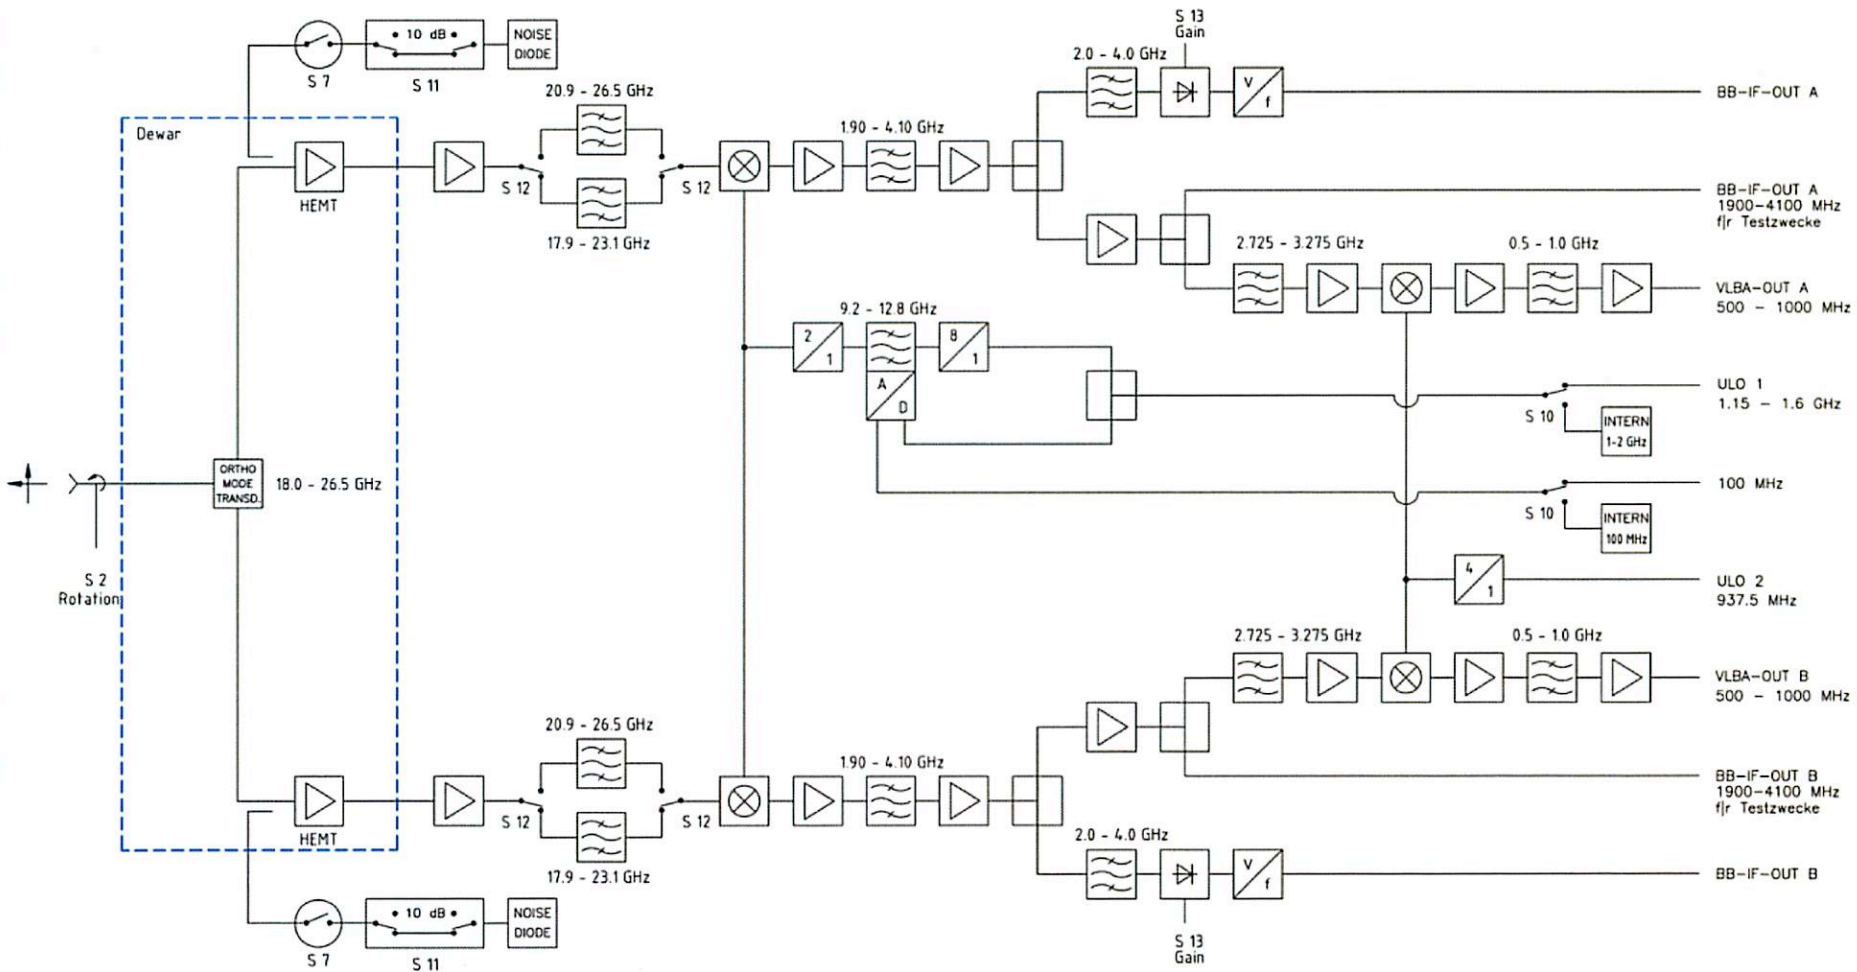 S 13
Gain
10 dB
NOISE
DIODE
S 7
S 11
2.0 - 4.0 GHz
V
f
BB-IF-OUT A
20.9 - 26.5 GHz
Dewar
HEMT
S 12
S 12
17.9 - 23.1 GHz
1.90 - 4.10 GHz
BB-IF-OUT A
1900-4100 MHz
f|r Testzwecke
2.725 - 3.275 GHz
0.5 - 1.0 GHz
VLBA-OUT A
500 - 1000 MHz
9.2 - 12.8 GHz
2
1
8
1
A
D
ULO 1
1.15 - 1.6 GHz
S 10
INTERN
1-2 GHz
ORTHO
MODE
TRANSD.
18.0 - 26.5 GHz
100 MHz
S 10
INTERN
100 MHz
S 2
Rotation
4
1
ULO 2
937.5 MHz
2.725 - 3.275 GHz
0.5 - 1.0 GHz
VLBA-OUT B
500 - 1000 MHz
20.9 - 26.5 GHz
1.90 - 4.10 GHz
BB-IF-OUT B
1900-4100 MHz
f|r Testzwecke
HEMT
S 12
S 12
17.9 - 23.1 GHz
2.0 - 4.0 GHz
V
f
BB-IF-OUT B
10 dB
NOISE
DIODE
S 7
S 11
S 13
Gain